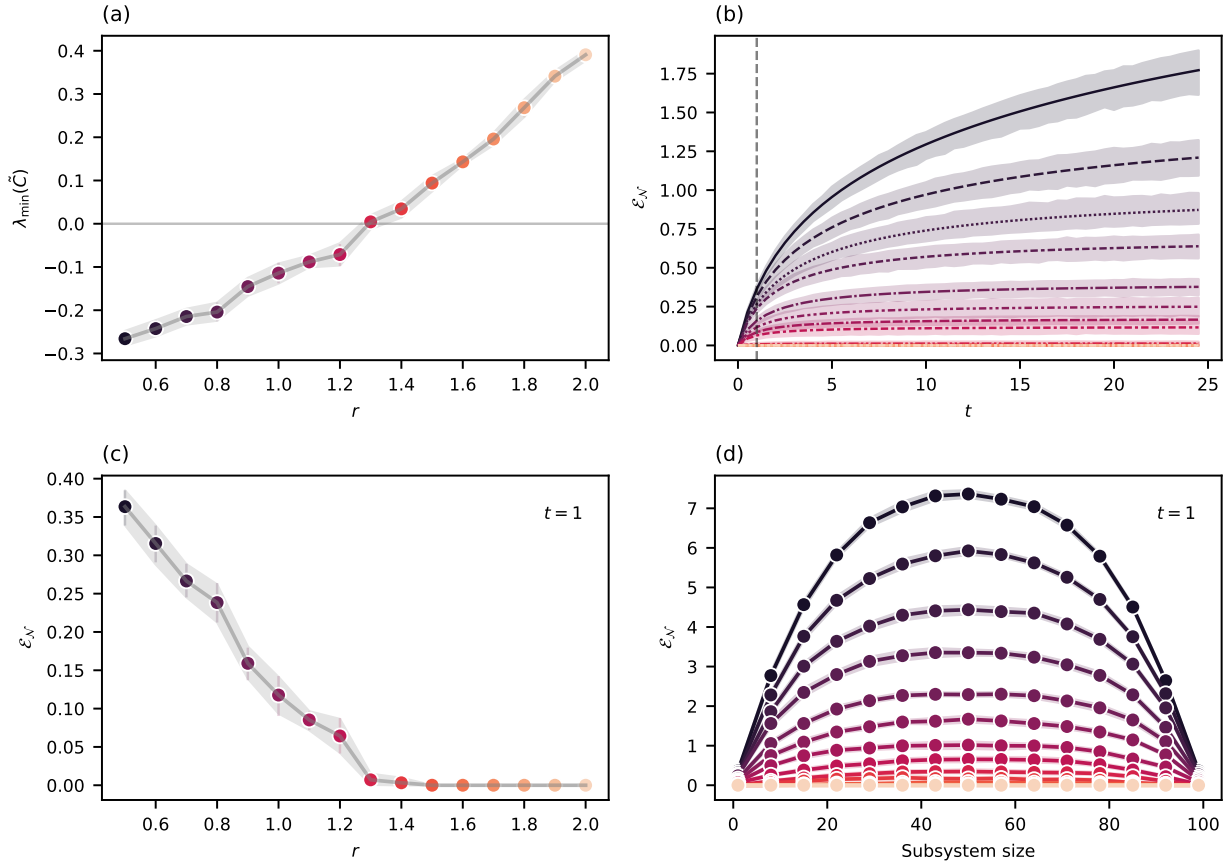 (a)
0.4
0.3
0.2
0.1
0.0
−0.1
−0.2
−0.3
λmin(C̃)
0.6 0.8 1.0 1.2 1.4 1.6 1.8 2.0
r
(b)
1.75
1.50
1.25
1.00
0.75
0.50
0.25
0.00
ℰ𝒩
0 5 10 15 20 25
t
(c)
0.40
0.35
0.30
0.25
0.20
0.15
0.10
0.05
0.00
ℰ𝒩
t = 1
0.6 0.8 1.0 1.2 1.4 1.6 1.8 2.0
r
(d)
7
6
5
4
3
2
1
0
ℰ𝒩
t = 1
0 20 40 60 80 100
Subsystem size